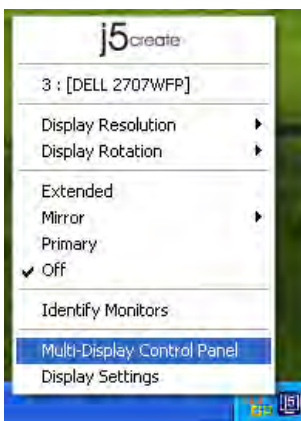 j5create
3 : [DELL 2707WFP]
Display Resolution
Display Rotation
Extended
Mirror
Primary
Off
Identify Monitors
Multi-Display Control Panel
Display Settings
j5